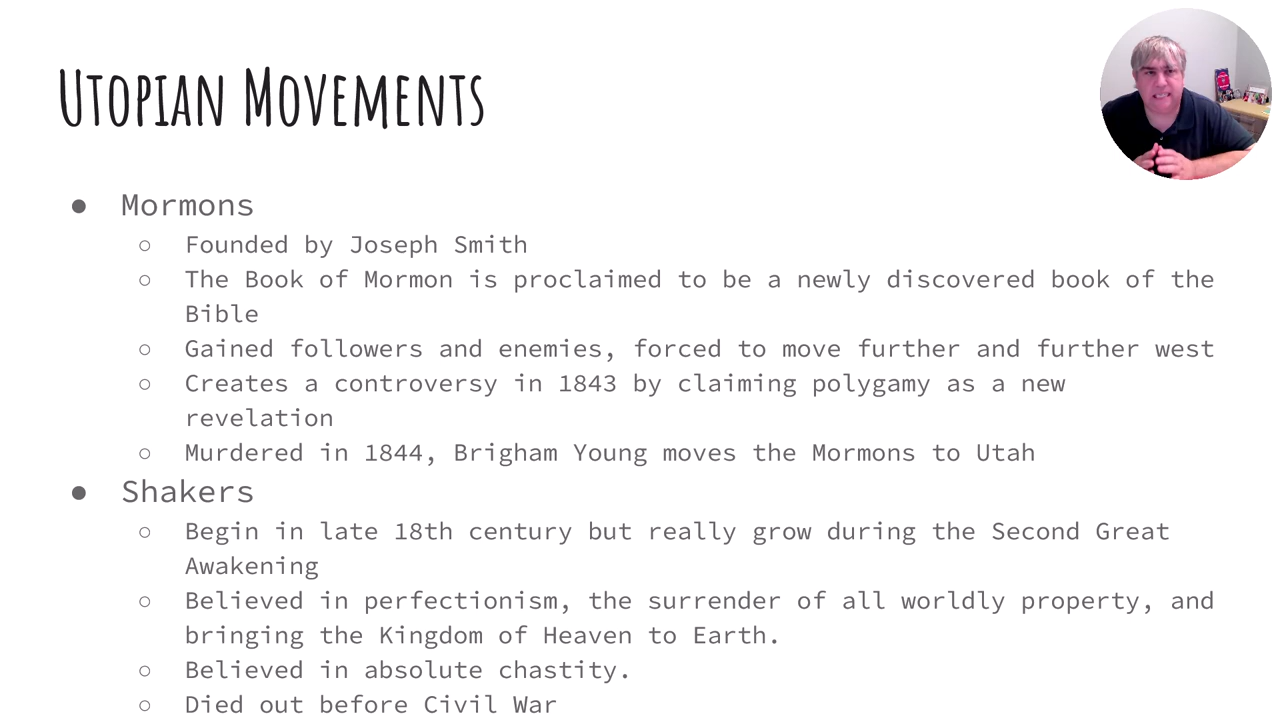 Utopian Movements
● Mormons
○ Founded by Joseph Smith
○ The Book of Mormon is proclaimed to be a newly discovered book of the
Bible
○ Gained followers and enemies, forced to move further and further west
○ Creates a controversy in 1843 by claiming polygamy as a new
revelation
○ Murdered in 1844, Brigham Young moves the Mormons to Utah
● Shakers
○ Begin in late 18th century but really grow during the Second Great
Awakening
○ Believed in perfectionism, the surrender of all worldly property, and
bringing the Kingdom of Heaven to Earth.
○ Believed in absolute chastity.
○ Died out before Civil War